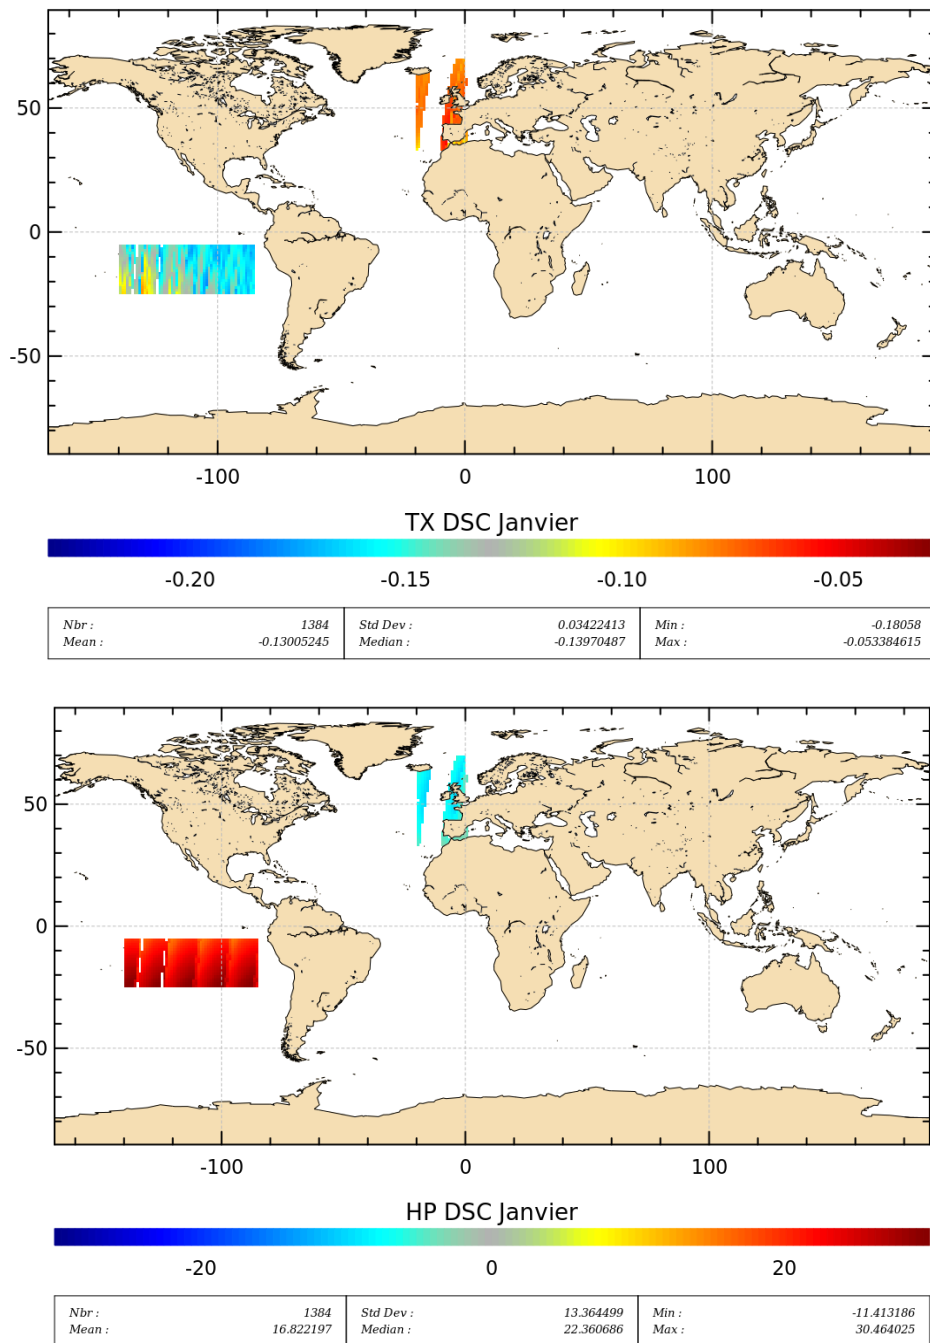 50
0
-50
-100 0 100
TX DSC Janvier
-0.20 -0.15 -0.10 -0.05
Nbr : 1384 Std Dev : 0.03422413 Min : -0.18058
Mean : -0.13005245 Median : -0.13970487 Max : -0.053384615
50
0
-50
-100 0 100
HP DSC Janvier
-20 0 20
Nbr : 1384 Std Dev : 13.364499 Min : -11.413186
Mean : 16.822197 Median : 22.360686 Max : 30.464025